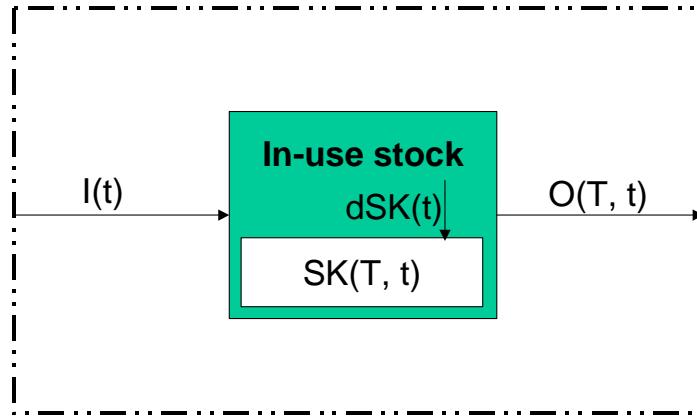 In-use stock
I(t)
dSK(t)
O(T, t)
SK(T, t)